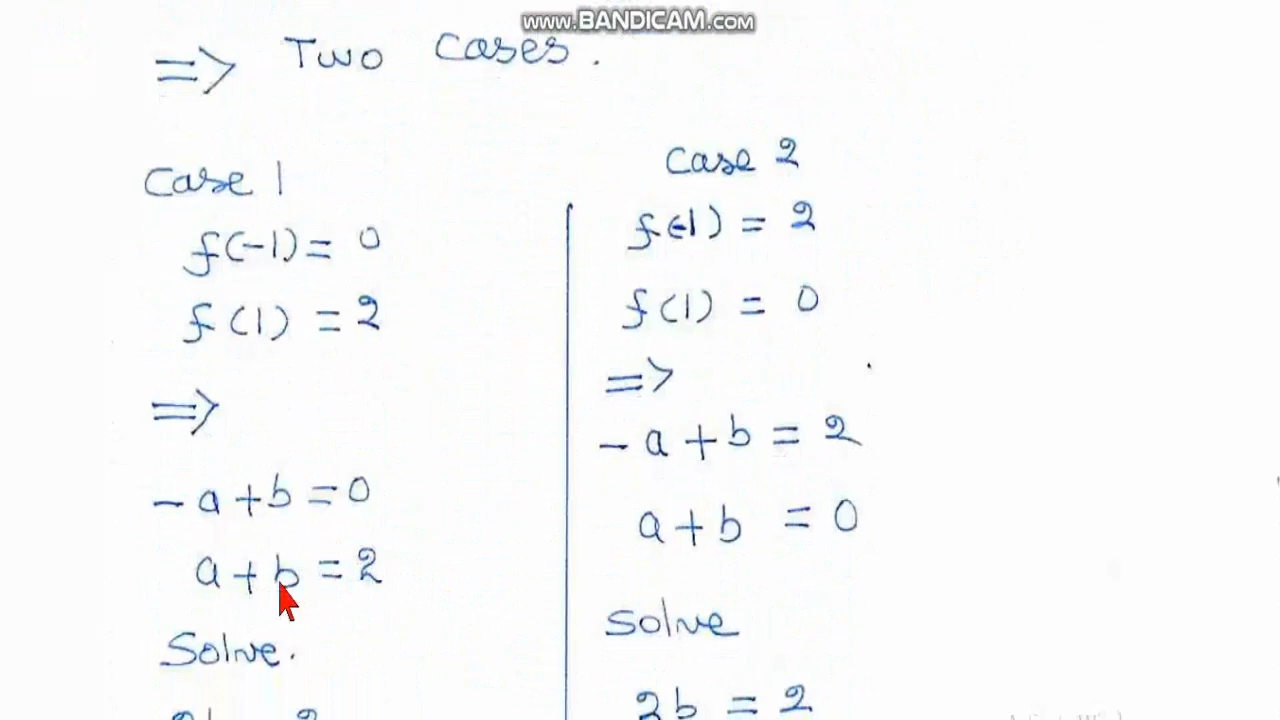 www.BANDICAM.com
=> Two Cases.
Case 1
f(-1) = 0
f(1) = 2
=>
- a + b = 0
a + b = 2
Solve.
Case 2
f(-1) = 2
f(1) = 0
=>
- a + b = 2
a + b = 0
Solve
2b = 2